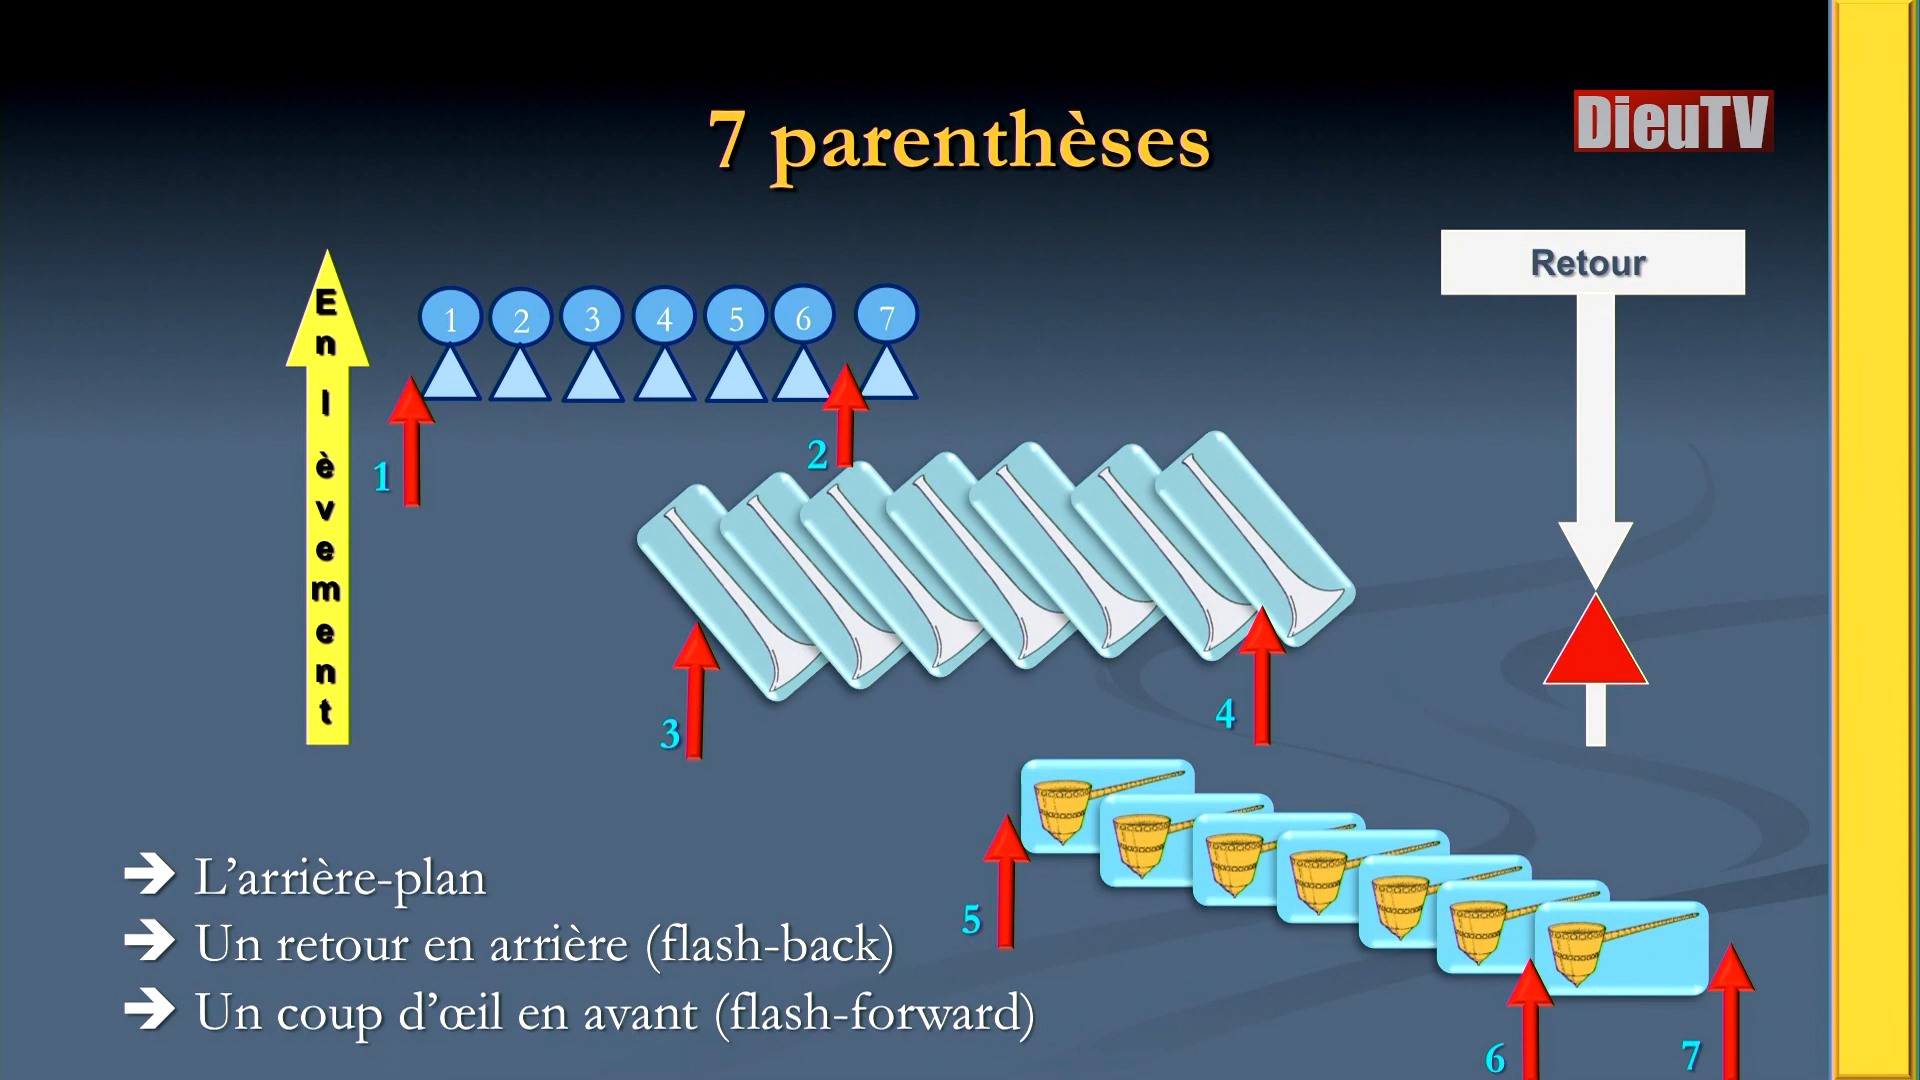 7 parenthèses
DieuTV
Retour
Enlèvement
1 2 3 4 5 6 7
1
2
3
4
5
6
7
L’arrière-plan
Un retour en arrière (flash-back)
Un coup d’œil en avant (flash-forward)